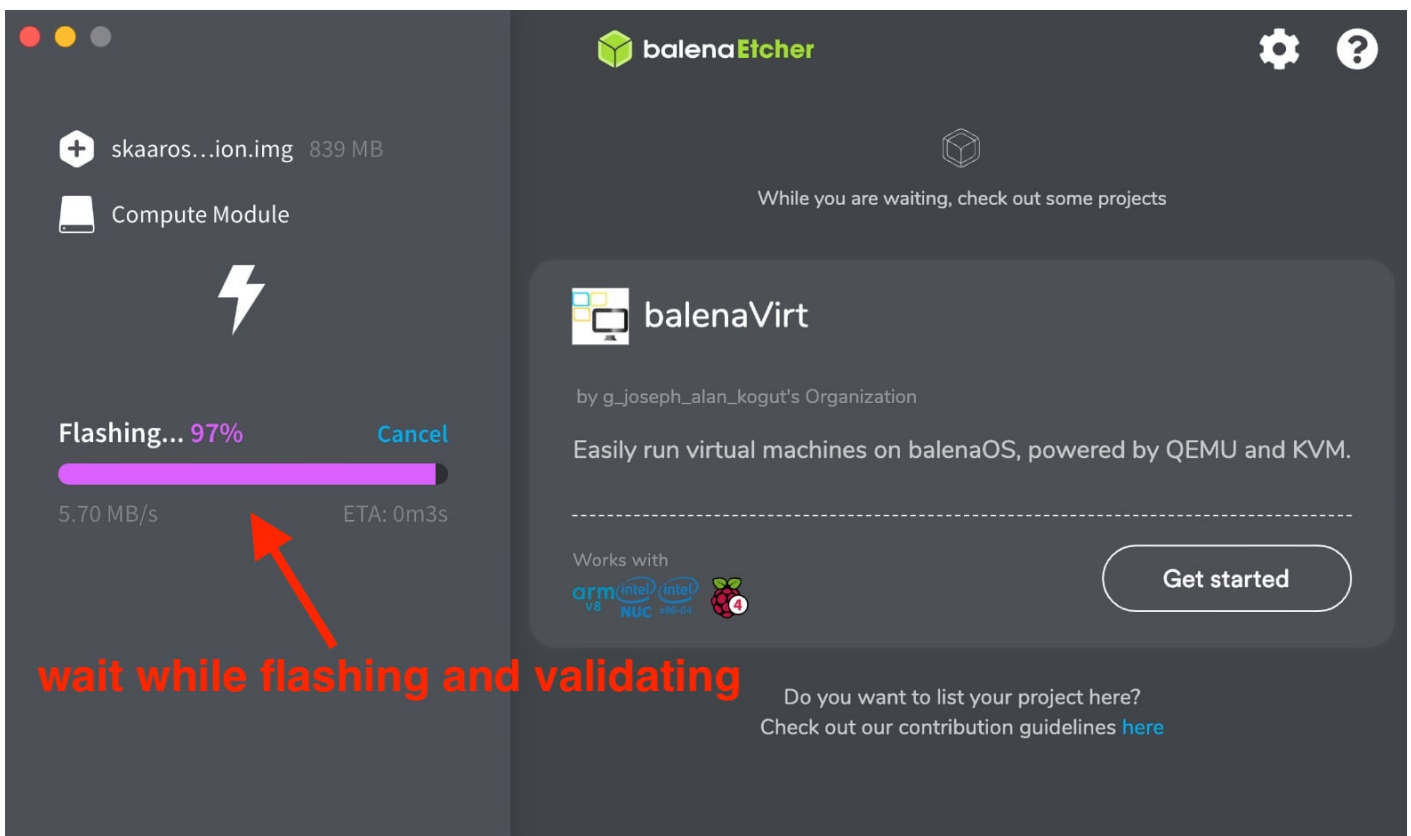 balenaEtcher
skaaros…ion.img 839 MB
Compute Module
Flashing... 97% Cancel
5.70 MB/s ETA: 0m3s
wait while flashing and validating
While you are waiting, check out some projects
balenaVirt
by g_joseph_alan_kogut's Organization
Easily run virtual machines on balenaOS, powered by QEMU and KVM.
Works with
arm v8 intel NUC intel x86-64 4
Get started
Do you want to list your project here?
Check out our contribution guidelines here